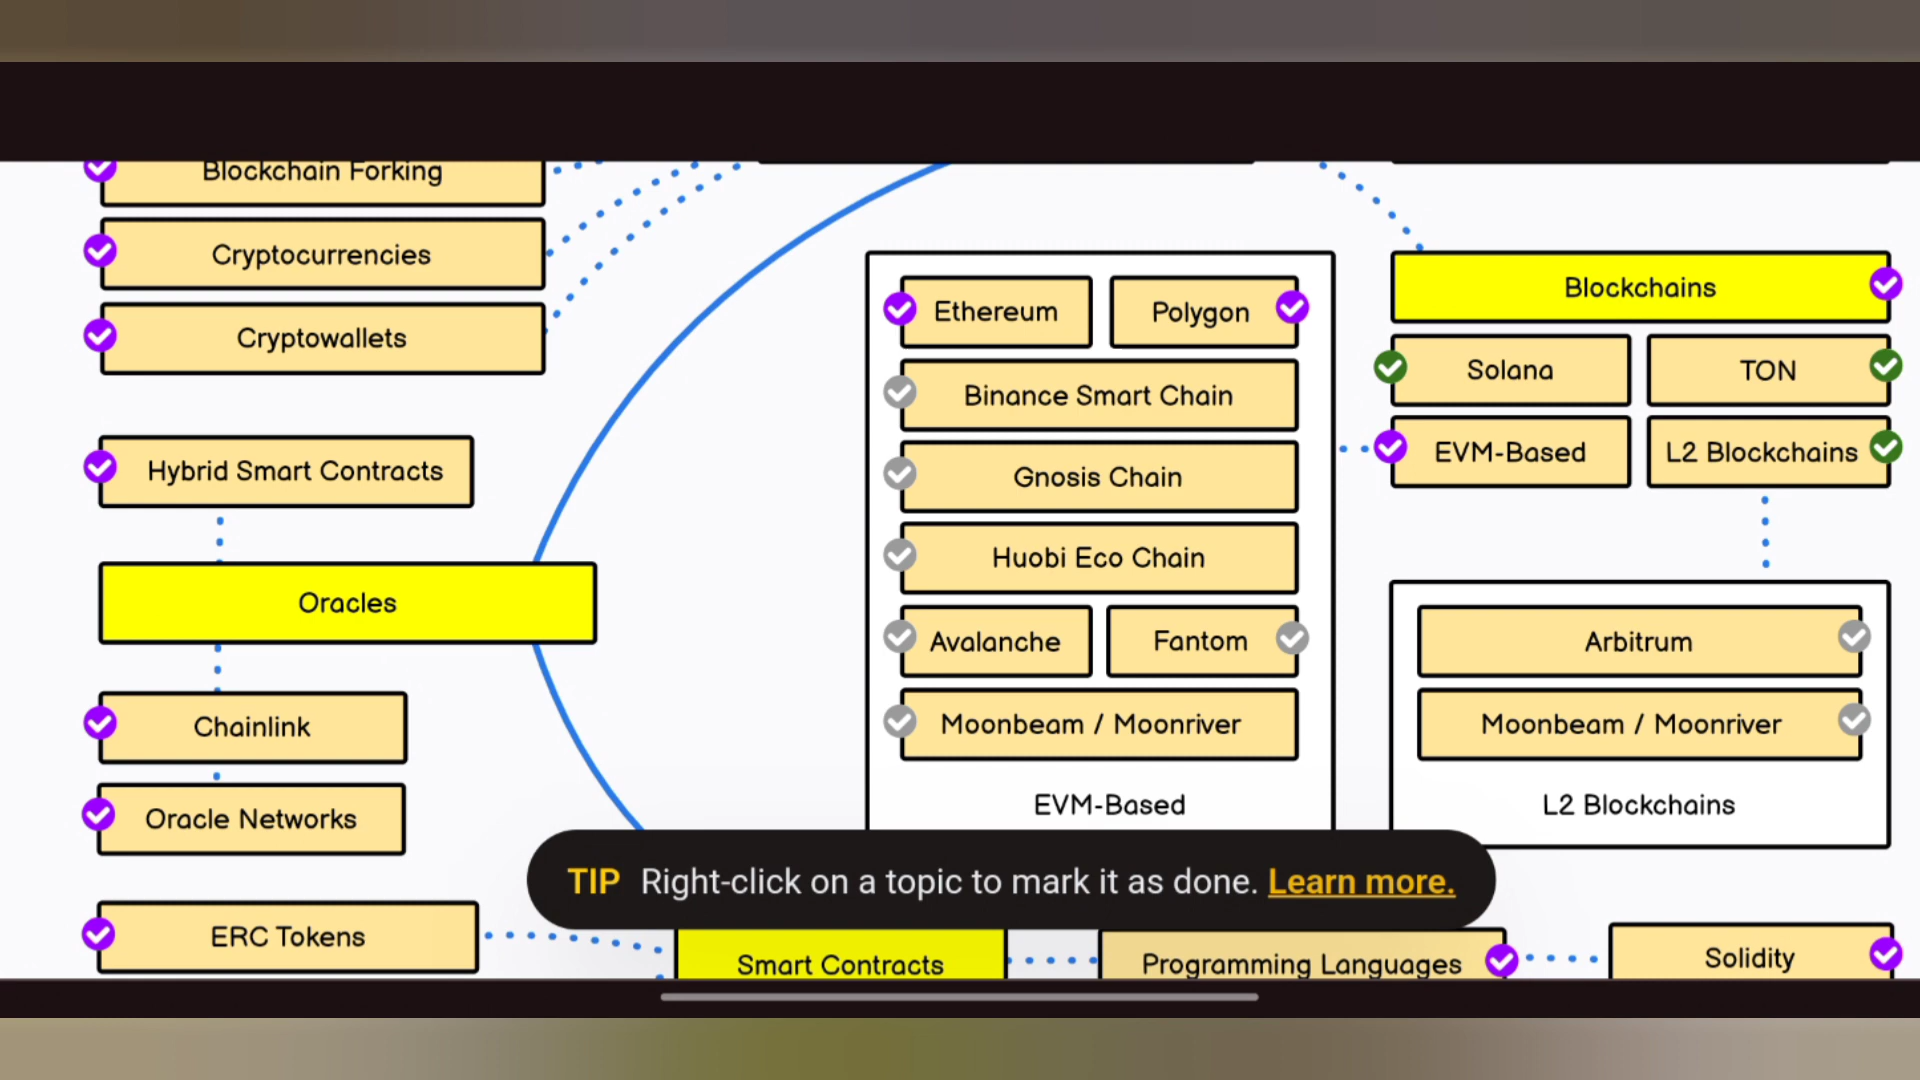 Blockchain Forking
Cryptocurrencies
Cryptowallets
Hybrid Smart Contracts
Oracles
Chainlink
Oracle Networks
ERC Tokens
Ethereum
Polygon
Binance Smart Chain
Gnosis Chain
Huobi Eco Chain
Avalanche
Fantom
Moonbeam / Moonriver
EVM-Based
Blockchains
Solana
TON
EVM-Based
L2 Blockchains
Arbitrum
Moonbeam / Moonriver
L2 Blockchains
TIP Right-click on a topic to mark it as done. Learn more.
Smart Contracts
Programming Languages
Solidity